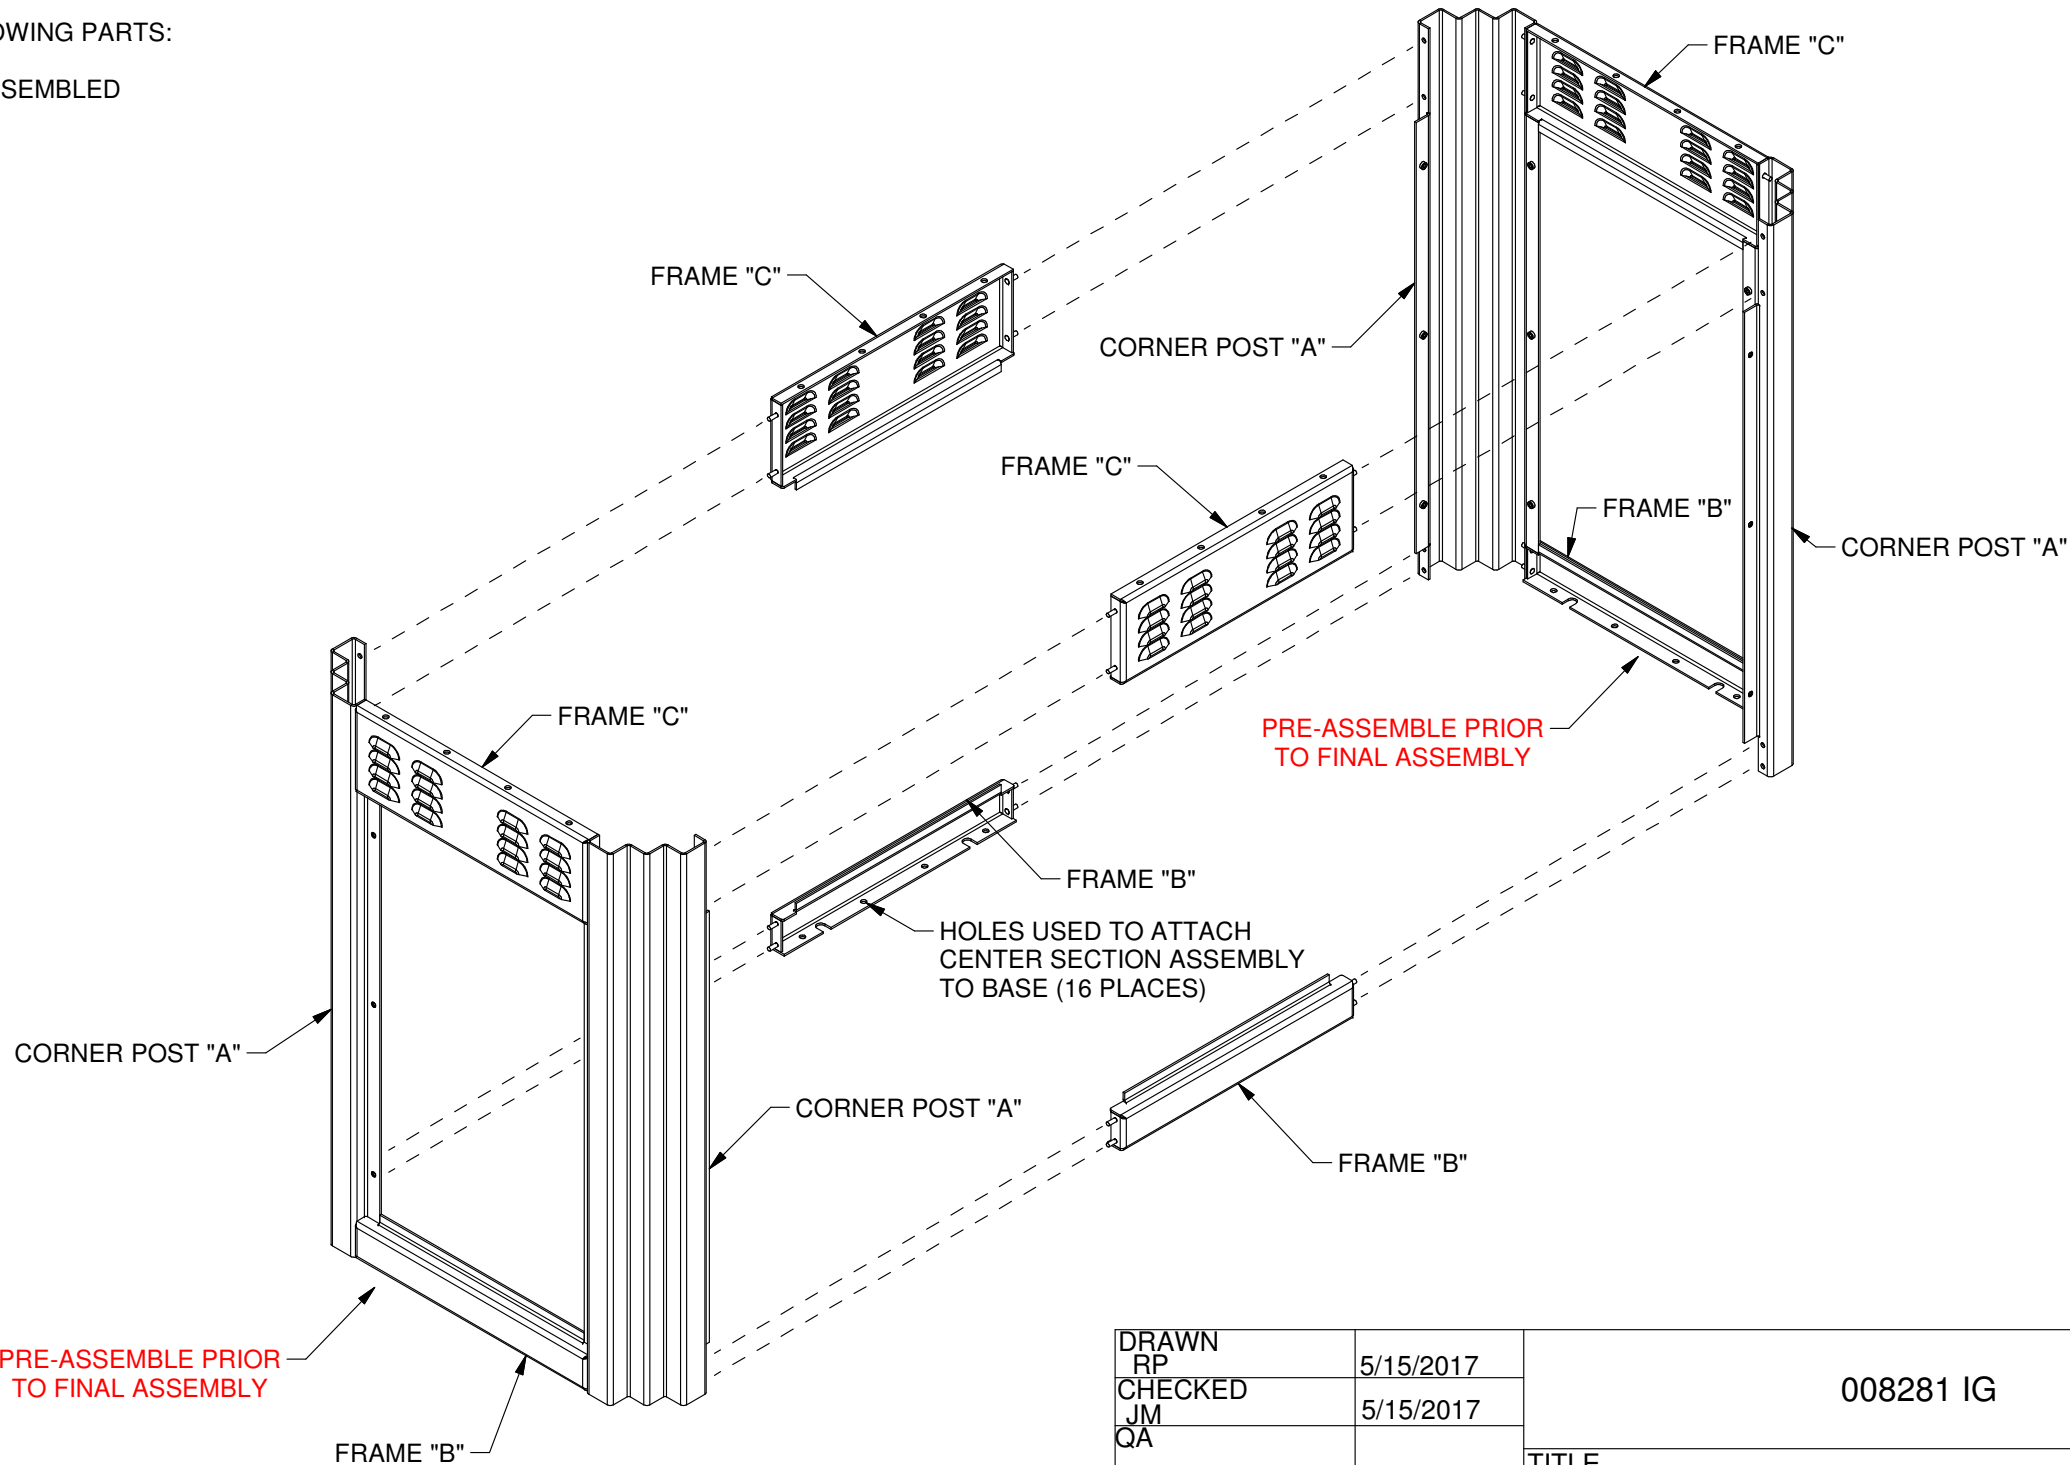 OWING PARTS:
SEMBLED
FRAME "C"
FRAME "C"
CORNER POST "A"
FRAME "C"
FRAME "B"
CORNER POST "A"
FRAME "C"
PRE-ASSEMBLE PRIOR
TO FINAL ASSEMBLY
FRAME "B"
HOLES USED TO ATTACH
CENTER SECTION ASSEMBLY
TO BASE (16 PLACES)
CORNER POST "A"
CORNER POST "A"
FRAME "B"
PRE-ASSEMBLE PRIOR
TO FINAL ASSEMBLY
FRAME "B"
DRAWN
RP
5/15/2017
CHECKED
JM
5/15/2017
QA
008281 IG
TITLE